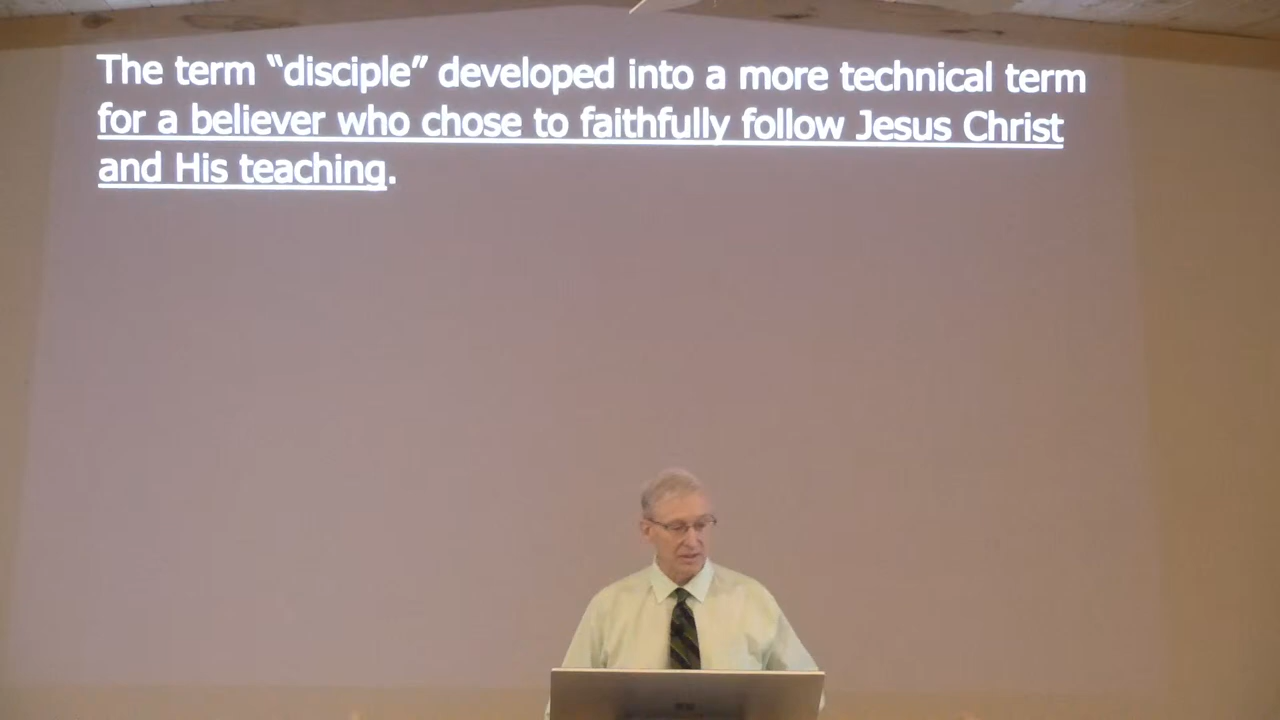 The term “disciple” developed into a more technical term
for a believer who chose to faithfully follow Jesus Christ
and His teaching.